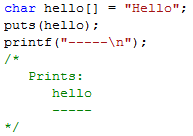 char hello[] = "Hello";
puts(hello);
printf("-----\n");
/*
   Prints:
      hello
      -----
*/